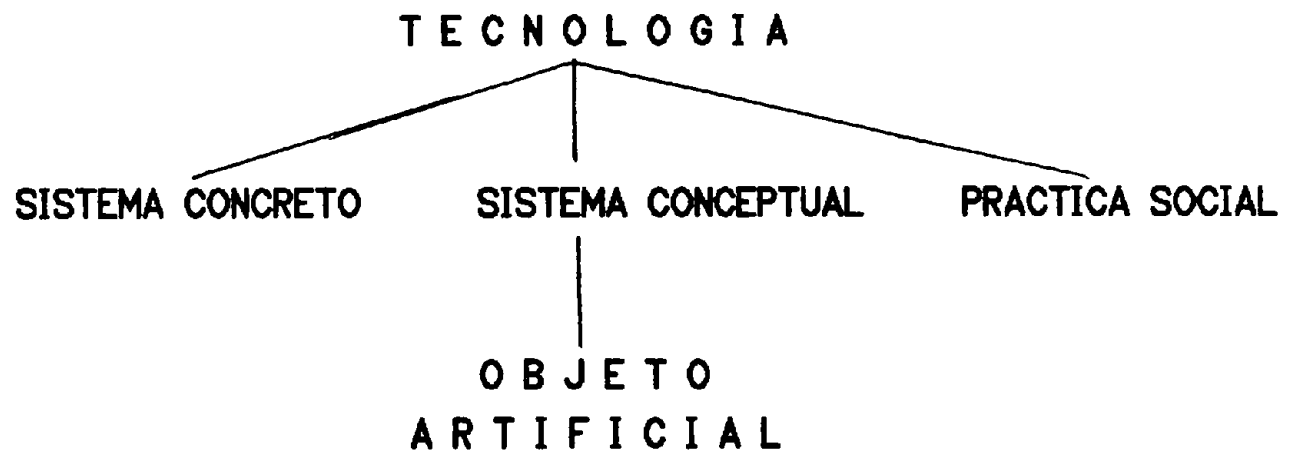 TECNOLOGIA
SISTEMA CONCRETO SISTEMA CONCEPTUAL PRACTICA SOCIAL
OBJETO
ARTIFICIAL